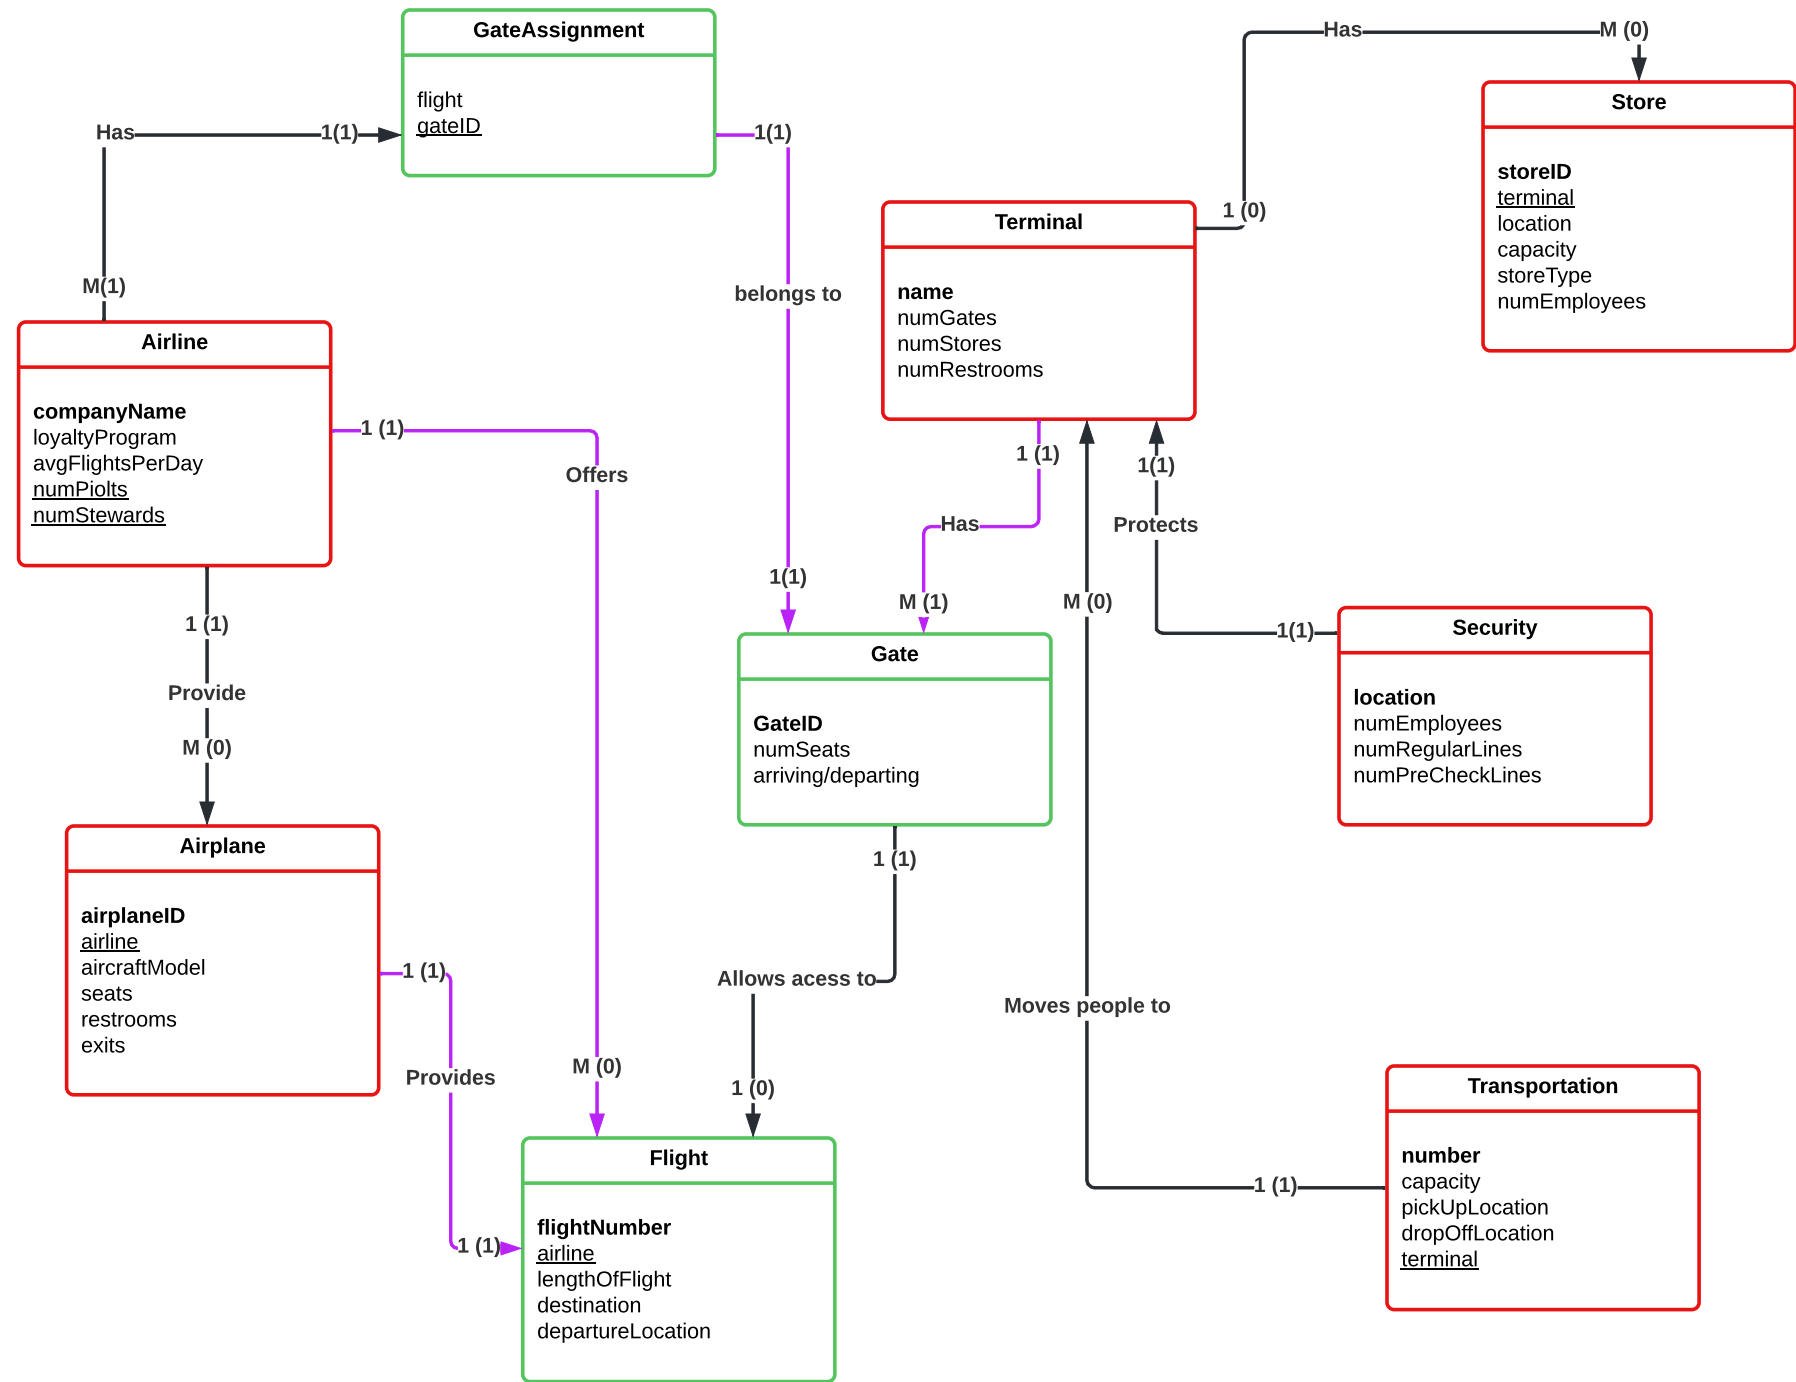 GateAssignment
flight
gateID
Has
1(1)
M(1)
1(1)
belongs to
1(1)
Has
M (0)
1 (0)
Store
storeID
terminal
location
capacity
storeType
numEmployees
Terminal
name
numGates
numStores
numRestrooms
Airline
companyName
loyaltyProgram
avgFlightsPerDay
numPiolts
numStewards
1 (1)
Offers
M (0)
1 (1)
Has
M (1)
M (0)
Moves people to
1 (1)
1(1)
Protects
1(1)
1 (1)
Provide
M (0)
Gate
GateID
numSeats
arriving/departing
Security
location
numEmployees
numRegularLines
numPreCheckLines
Airplane
airplaneID
airline
aircraftModel
seats
restrooms
exits
1 (1)
Provides
1 (1)
1 (1)
Allows acess to
1 (0)
Flight
flightNumber
airline
lengthOfFlight
destination
departureLocation
Transportation
number
capacity
pickUpLocation
dropOffLocation
terminal